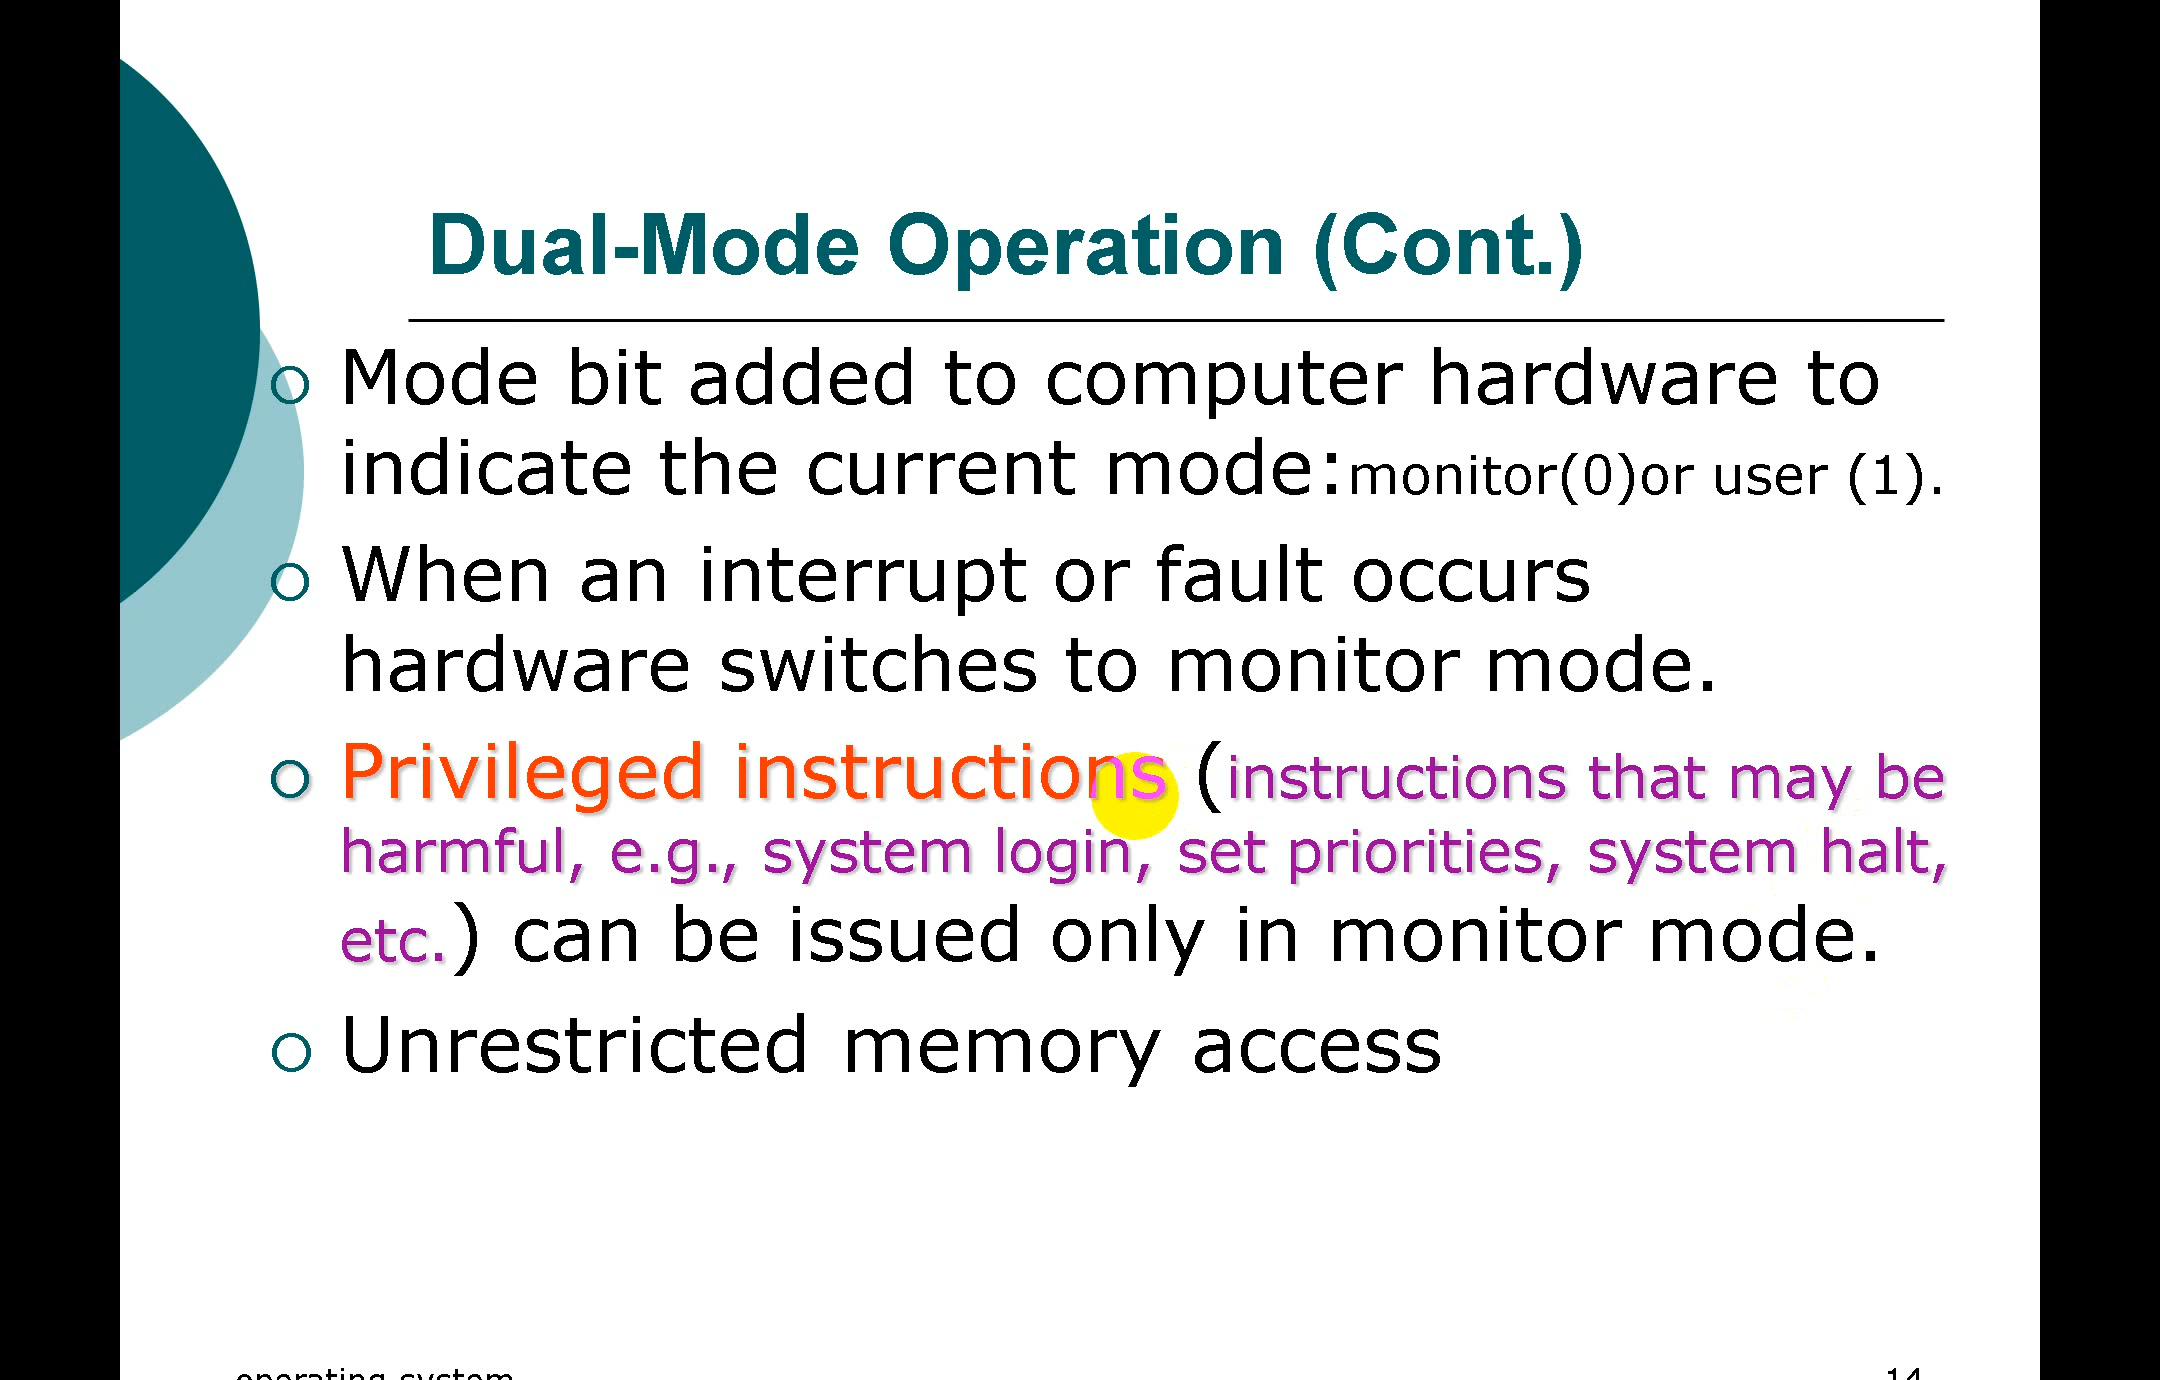 Dual-Mode Operation (Cont.)
Mode bit added to computer hardware to
indicate the current mode:monitor(0)or user (1).
When an interrupt or fault occurs
hardware switches to monitor mode.
Privileged instructions (instructions that may be
harmful, e.g., system login, set priorities, system halt,
etc.) can be issued only in monitor mode.
Unrestricted memory access
operating system
14